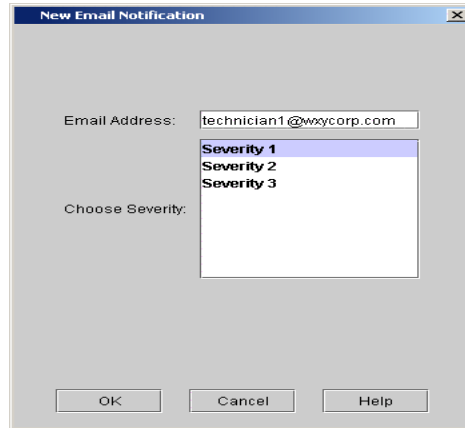 New Email Notification
Email Address: technician1@wxycorp.com
Choose Severity:
Severity 1
Severity 2
Severity 3
OK Cancel Help